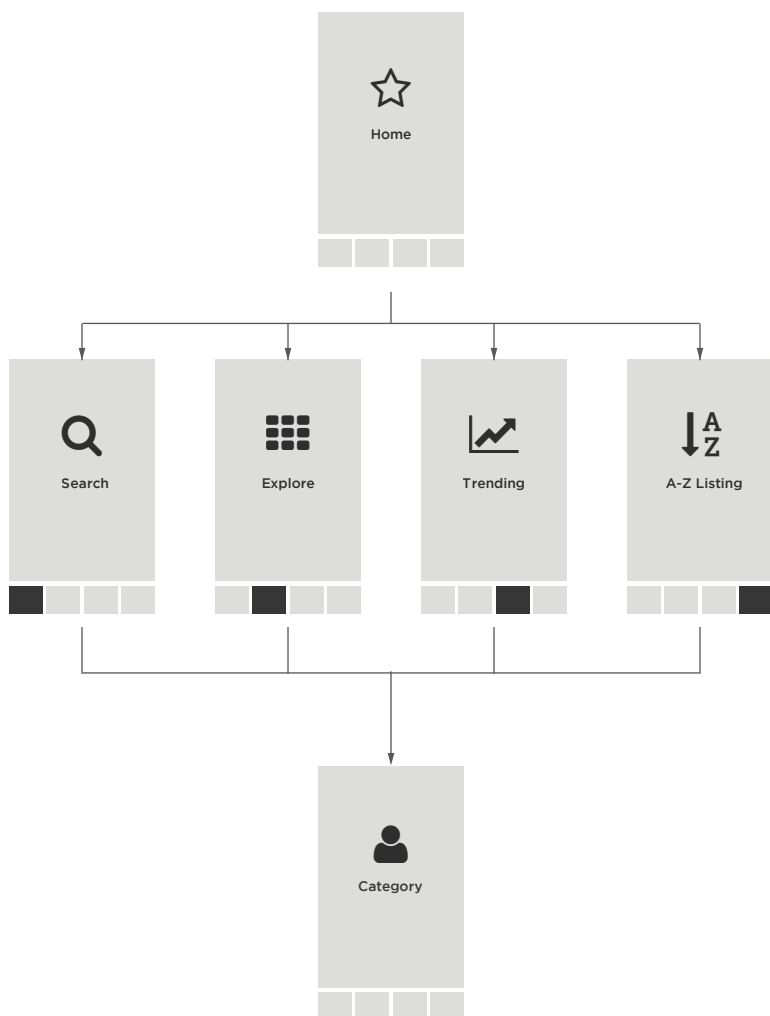 Home
Search
Explore
Trending
A
Z
A-Z Listing
Category